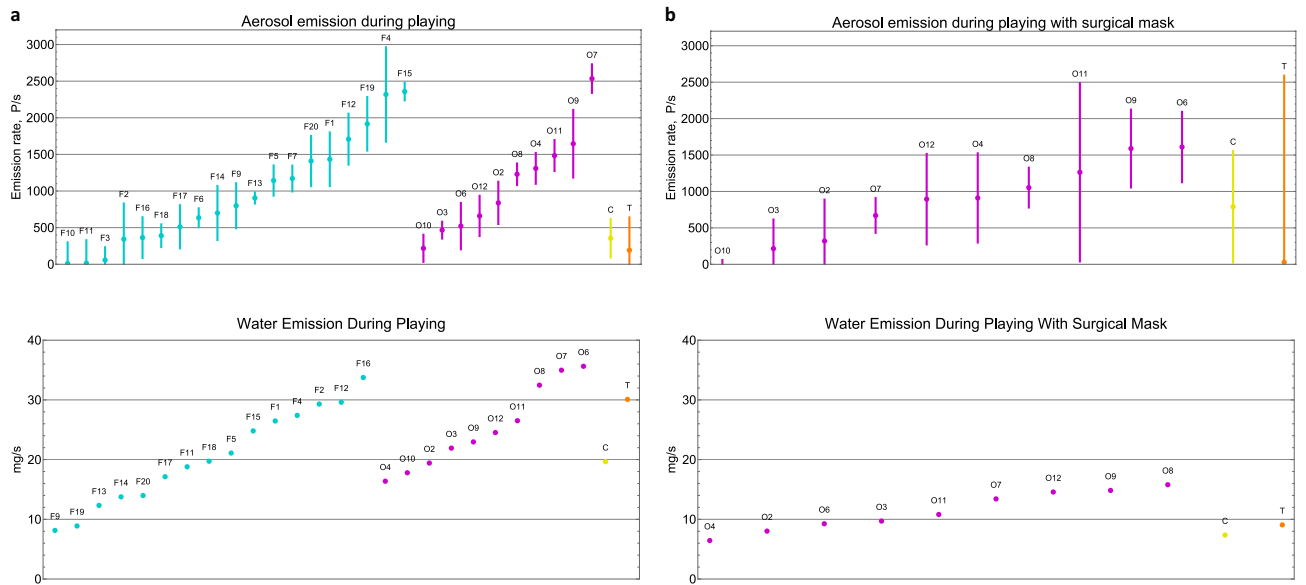 a
Aerosol emission during playing
Emission rate, P/s
3000
2500
2000
1500
1000
500
0
F10 F11 F3 F2 F16 F18 F17 F6 F14 F9 F13 F5 F7 F20 F1 F12 F19 F4 F15
O10 O3 O6 O12 O2 O8 O4 O11 O9 O7
C T
b
Aerosol emission during playing with surgical mask
Emission rate, P/s
3000
2500
2000
1500
1000
500
0
O10 O3 O2 O7 O12 O4 O8 O11 O9 O6
C T
Water Emission During Playing
mg/s
40
30
20
10
0
F9 F19 F13 F14 F20 F17 F11 F18 F5 F15 F1 F4 F2 F12 F16
O4 O10 O2 O3 O9 O12 O11 O8 O7 O6
C T
Water Emission During Playing With Surgical Mask
mg/s
40
30
20
10
0
O4 O2 O6 O3 O11 O7 O12 O9 O8
C T